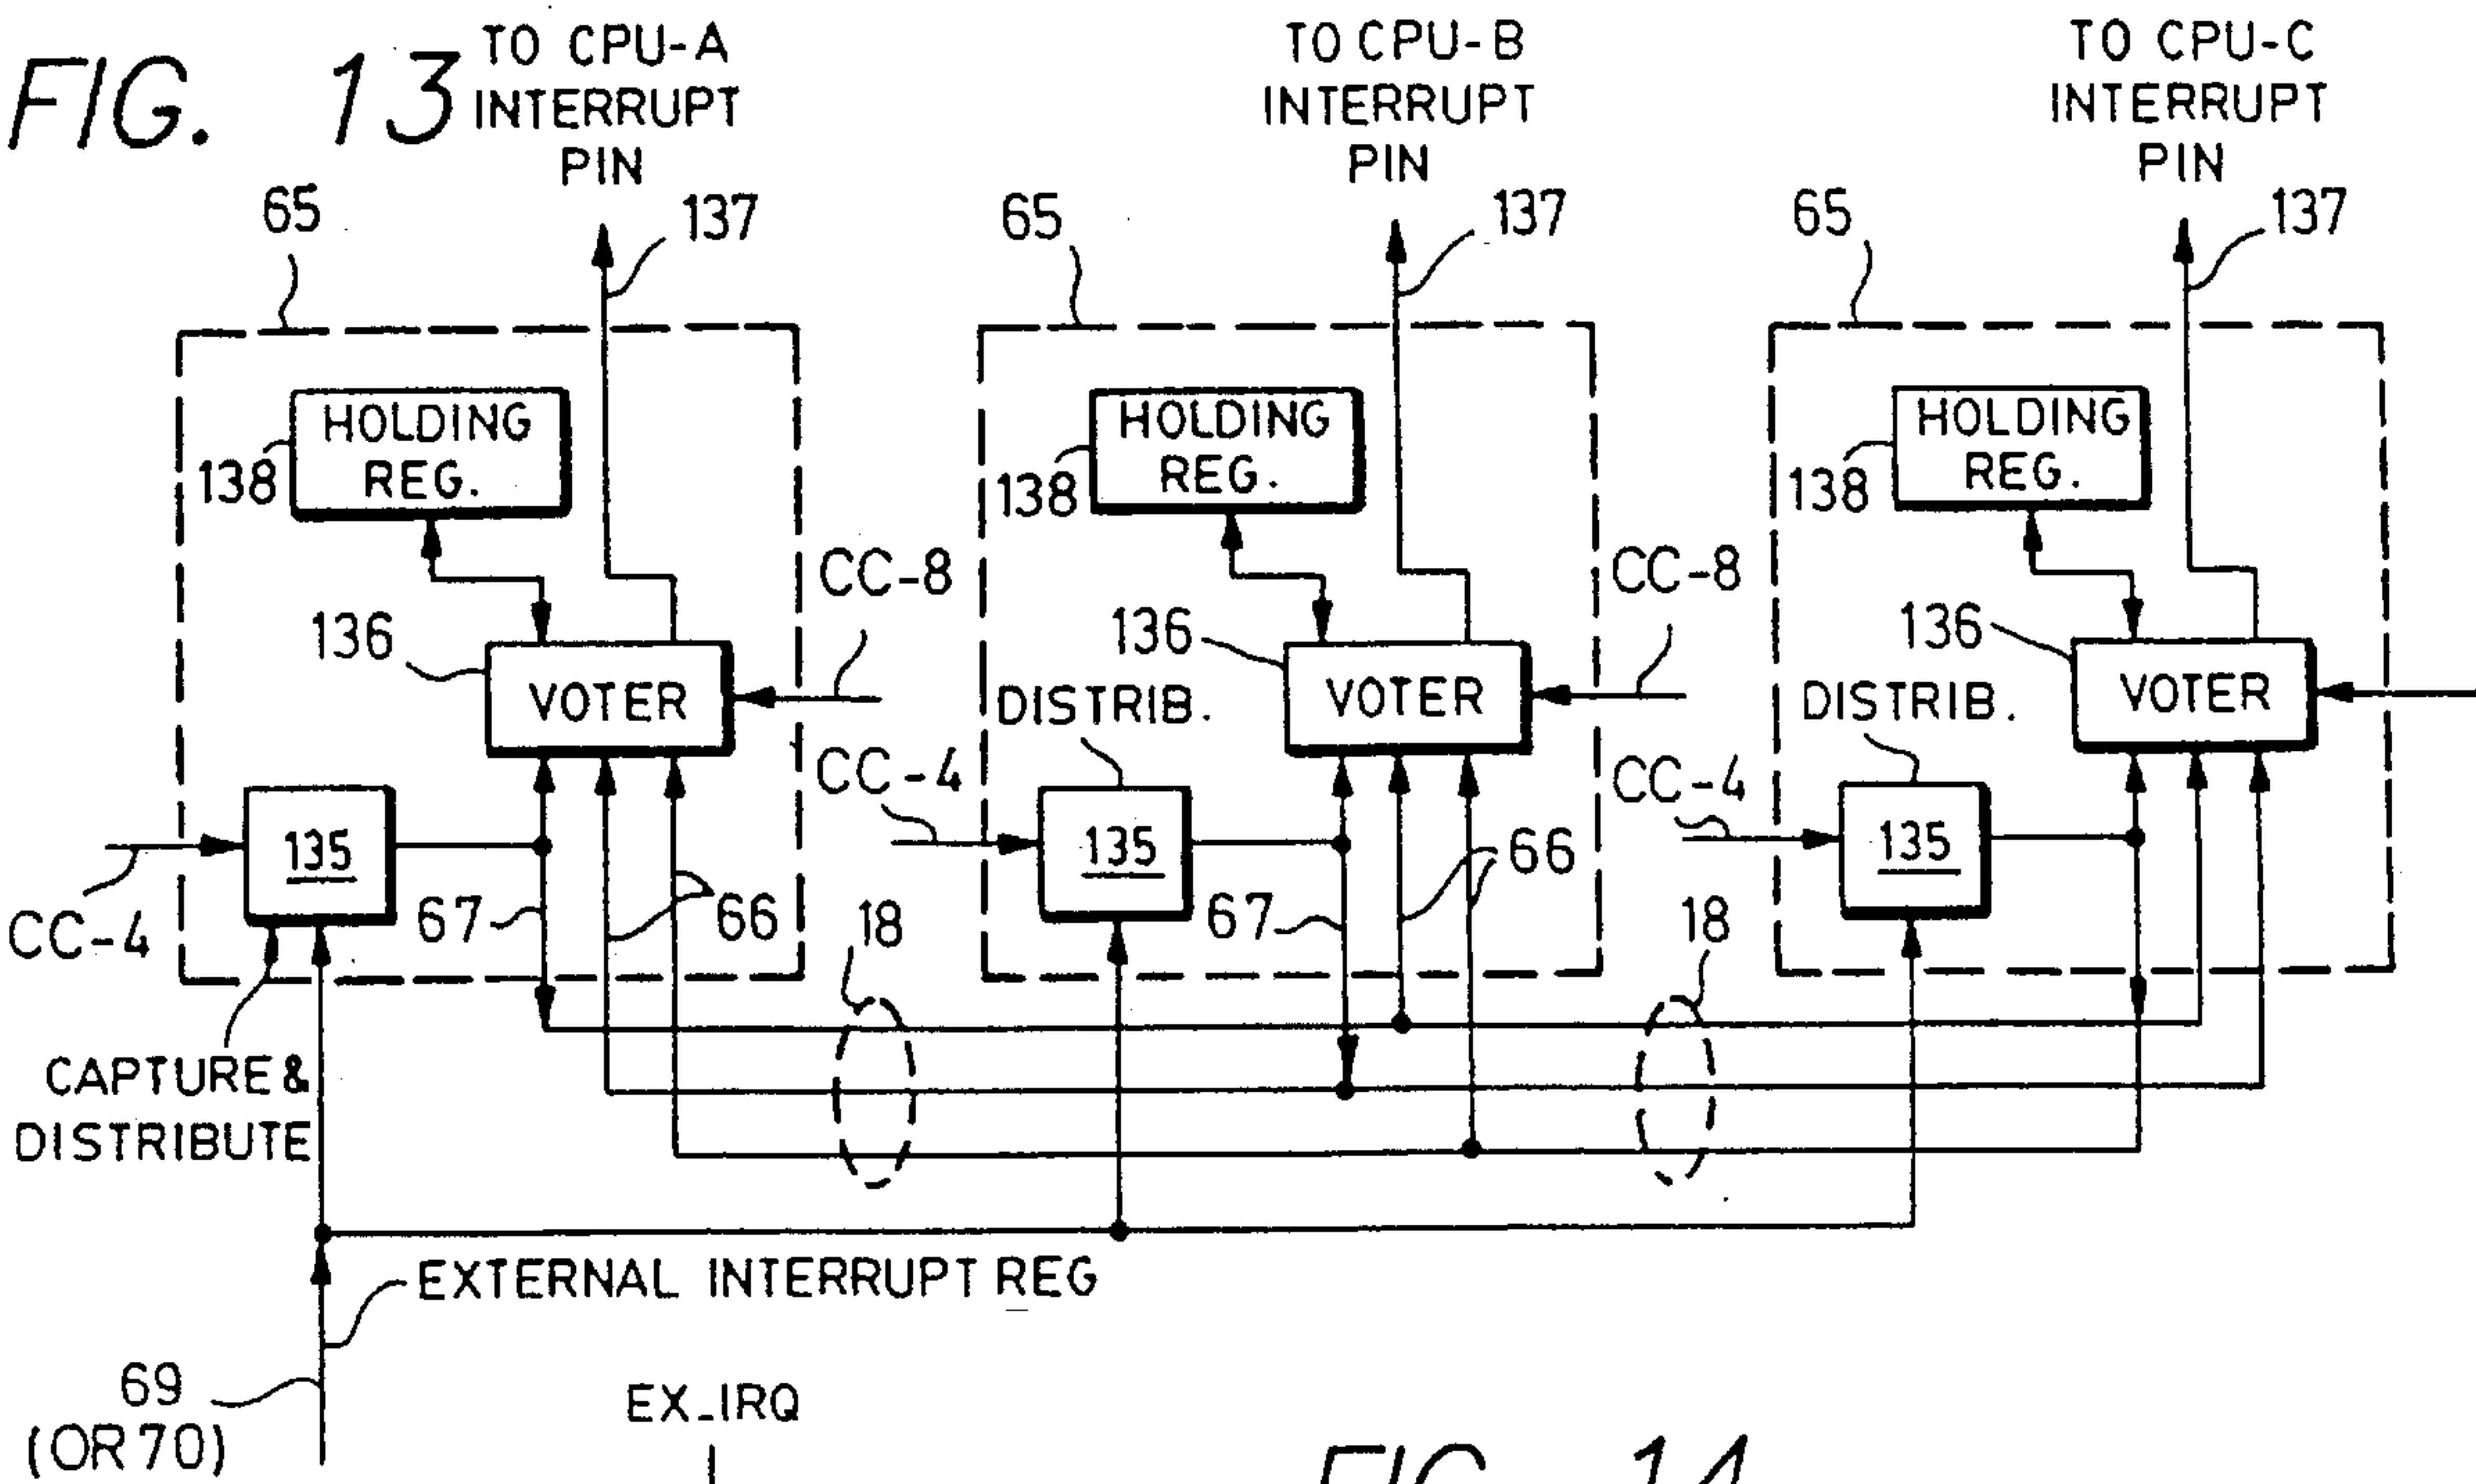 FIG. 13
TO CPU-A
INTERRUPT
PIN
TO CPU-B
INTERRUPT
PIN
TO CPU-C
INTERRUPT
PIN
65
137
65
137
65
137
HOLDING
REG.
138
HOLDING
REG.
138
HOLDING
REG.
138
CC-8
CC-8
136
VOTER
136
VOTER
136
VOTER
DISTRIB.
DISTRIB.
CC-4
CC-4
135
135
135
CC-4
67
66
18
67
66
18
CAPTURE &
DISTRIBUTE
EXTERNAL INTERRUPT REG
69
(OR 70)
EX_IRQ
FIG. 14